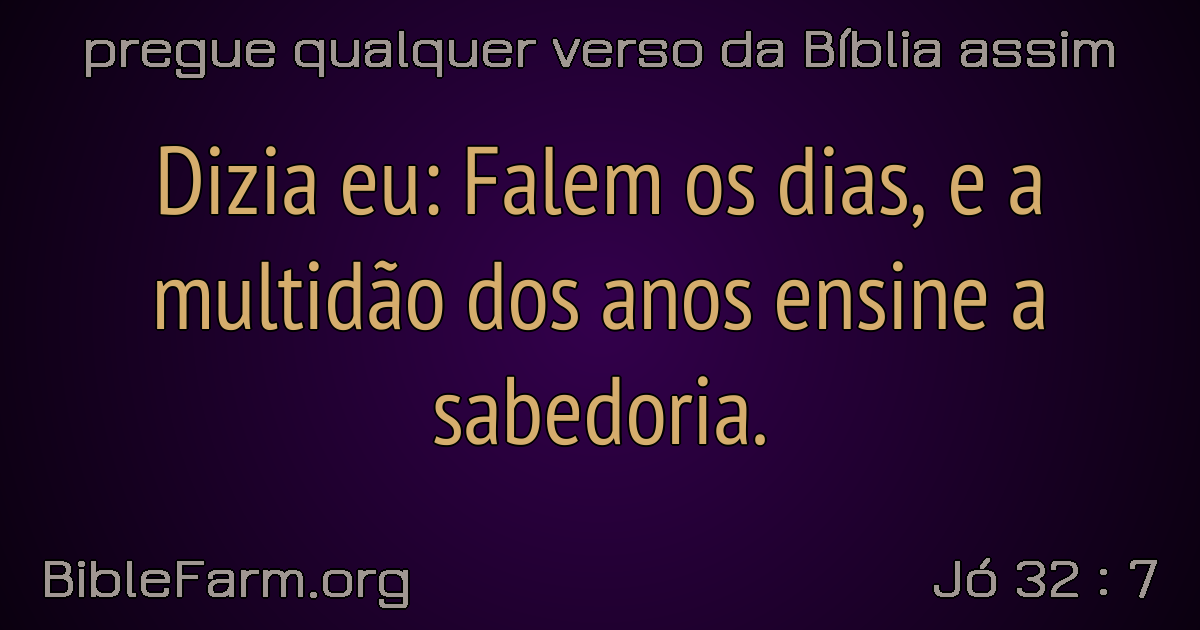 pregue qualquer verso da Bíblia assim
Dizia eu: Falem os dias, e a
multidão dos anos ensine a
sabedoria.
BibleFarm.org
Jó 32 : 7